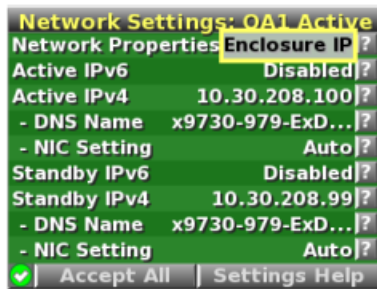 Network Settings: OA1 Active
Network Properties Enclosure IP ?
Active IPv6 Disabled ?
Active IPv4 10.30.208.100 ?
- DNS Name x9730-979-ExD... ?
- NIC Setting Auto ?
Standby IPv6 Disabled ?
Standby IPv4 10.30.208.99 ?
- DNS Name x9730-979-ExD... ?
- NIC Setting Auto ?
Accept All Settings Help